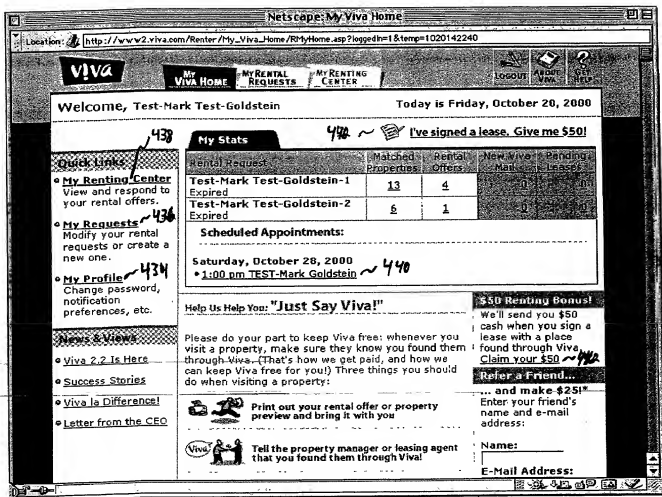 Netscape: My Viva Home
Location: http://www2.viva.com/Renter/My_Viva_Home/RMyHome.asp?loggedIn=1&temp=1020142240
viva
MY VIVA HOME
MY RENTAL REQUESTS
MY RENTING CENTER
LOGOUT
ABOUT VIVA
GET HELP
Welcome, Test-Mark Test-Goldstein
Today is Friday, October 20, 2000
438
Quick Links
My Renting Center
View and respond to
your rental offers.
My Requests 436
Modify your rental
requests or create a
new one.
My Profile 434
Change password,
notification
preferences, etc.
News & Views
Viva 2.2 Is Here
Success Stories
Viva la Difference!
Letter from the CEO
My Stats
I've signed a lease. Give me $50!
Rental Request Matched Properties Rental Offers New Viva Mail Pending Leases
Test-Mark Test-Goldstein-1 13 4 0 0
Expired
Test-Mark Test-Goldstein-2 6 1 0 0
Expired
Scheduled Appointments:
Saturday, October 28, 2000
1:00 pm TEST-Mark Goldstein 440
Help Us Help You: "Just Say Viva!"
Please do your part to keep Viva free: whenever you
visit a property, make sure they know you found them
through Viva. (That's how we get paid, and how we
can keep Viva free for you!) Three things you should
do when visiting a property:
Print out your rental offer or property
preview and bring it with you
Viva!
Tell the property manager or leasing agent
that you found them through Viva!
$50 Renting Bonus!
We'll send you $50
cash when you sign a
lease with a place
found through Viva.
Claim your $50
Refer a Friend...
... and make $25!*
Enter your friend's
name and e-mail
address:
Name:
E-Mail Address: